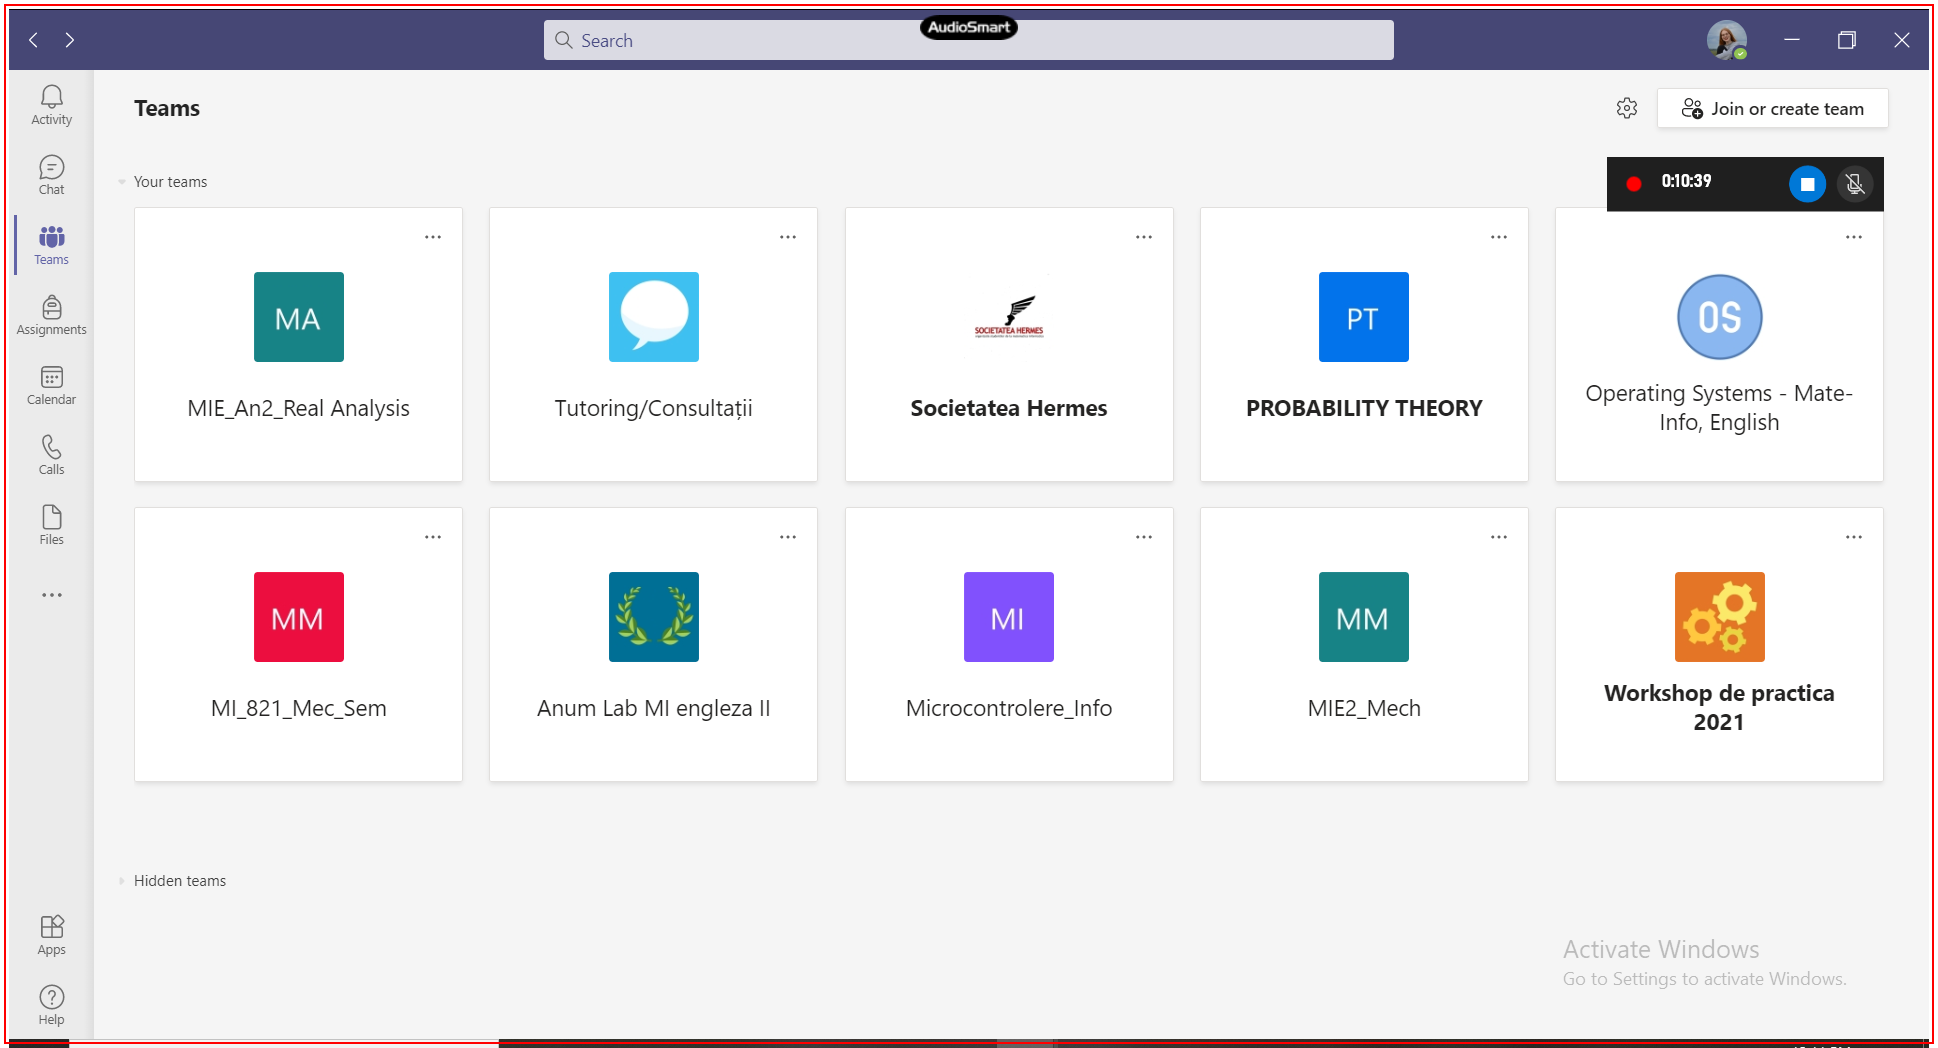 AudioSmart
Search
Activity
Chat
Teams
Assignments
Calendar
Calls
Files
Apps
Help
Teams
Join or create team
Your teams
0:10:39
MA
MIE_An2_Real Analysis
Tutoring/Consultații
SOCIETATEA HERMES
Societatea Hermes
PT
PROBABILITY THEORY
OS
Operating Systems - Mate-
Info, English
MM
MI_821_Mec_Sem
Anum Lab MI engleza II
MI
Microcontrolere_Info
MM
MIE2_Mech
Workshop de practica
2021
Hidden teams
Activate Windows
Go to Settings to activate Windows.